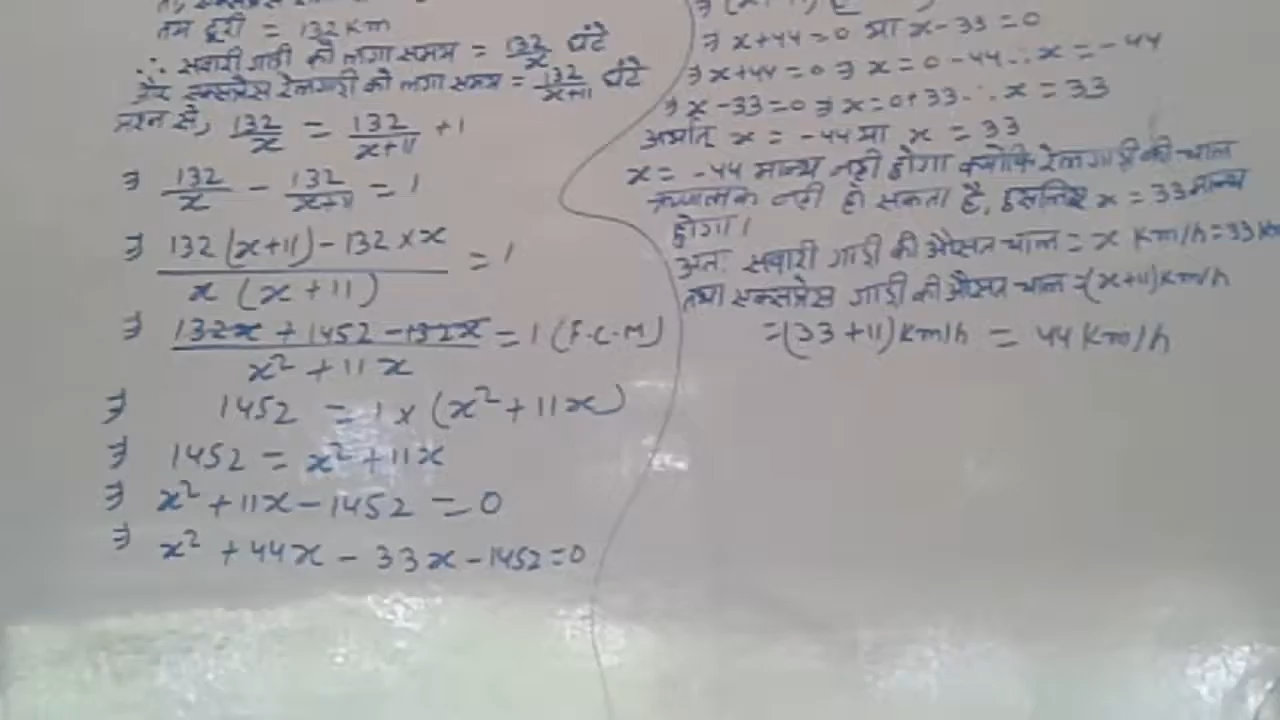 तय दूरी = 132 Km
∴ सवारी गाड़ी को लगा समय = 132/x घंटे
और एक्सप्रेस रेलगाड़ी को लगा समय = 132/x+11 घंटे
प्रश्न से, 132/x = 132/x+11 + 1
⇒ 132/x - 132/x+11 = 1
⇒ 132(x+11) - 132×x / x(x+11) = 1
⇒ 132x + 1452 - 132x / x² + 11x = 1 (F.C.M)
⇒ 1452 = 1 × (x² + 11x)
⇒ 1452 = x² + 11x
⇒ x² + 11x - 1452 = 0
⇒ x² + 44x - 33x - 1452 = 0
⇒ x+44 = 0 या x-33 = 0
⇒ x+44 = 0 ⇒ x = 0-44 ∴ x = -44
⇒ x-33 = 0 ⇒ x = 0+33 ∴ x = 33
अर्थात् x = -44 या x = 33
x = -44 मान्य नहीं होगा क्योंकि रेलगाड़ी की चाल
ऋणात्मक नहीं हो सकता है, इसलिए x = 33 मान्य
होगा।
अतः सवारी गाड़ी की औसत चाल = x Km/h = 33 Km
तथा एक्सप्रेस गाड़ी की औसत चाल = (x+11) Km/h
= (33+11) Km/h = 44 Km/h